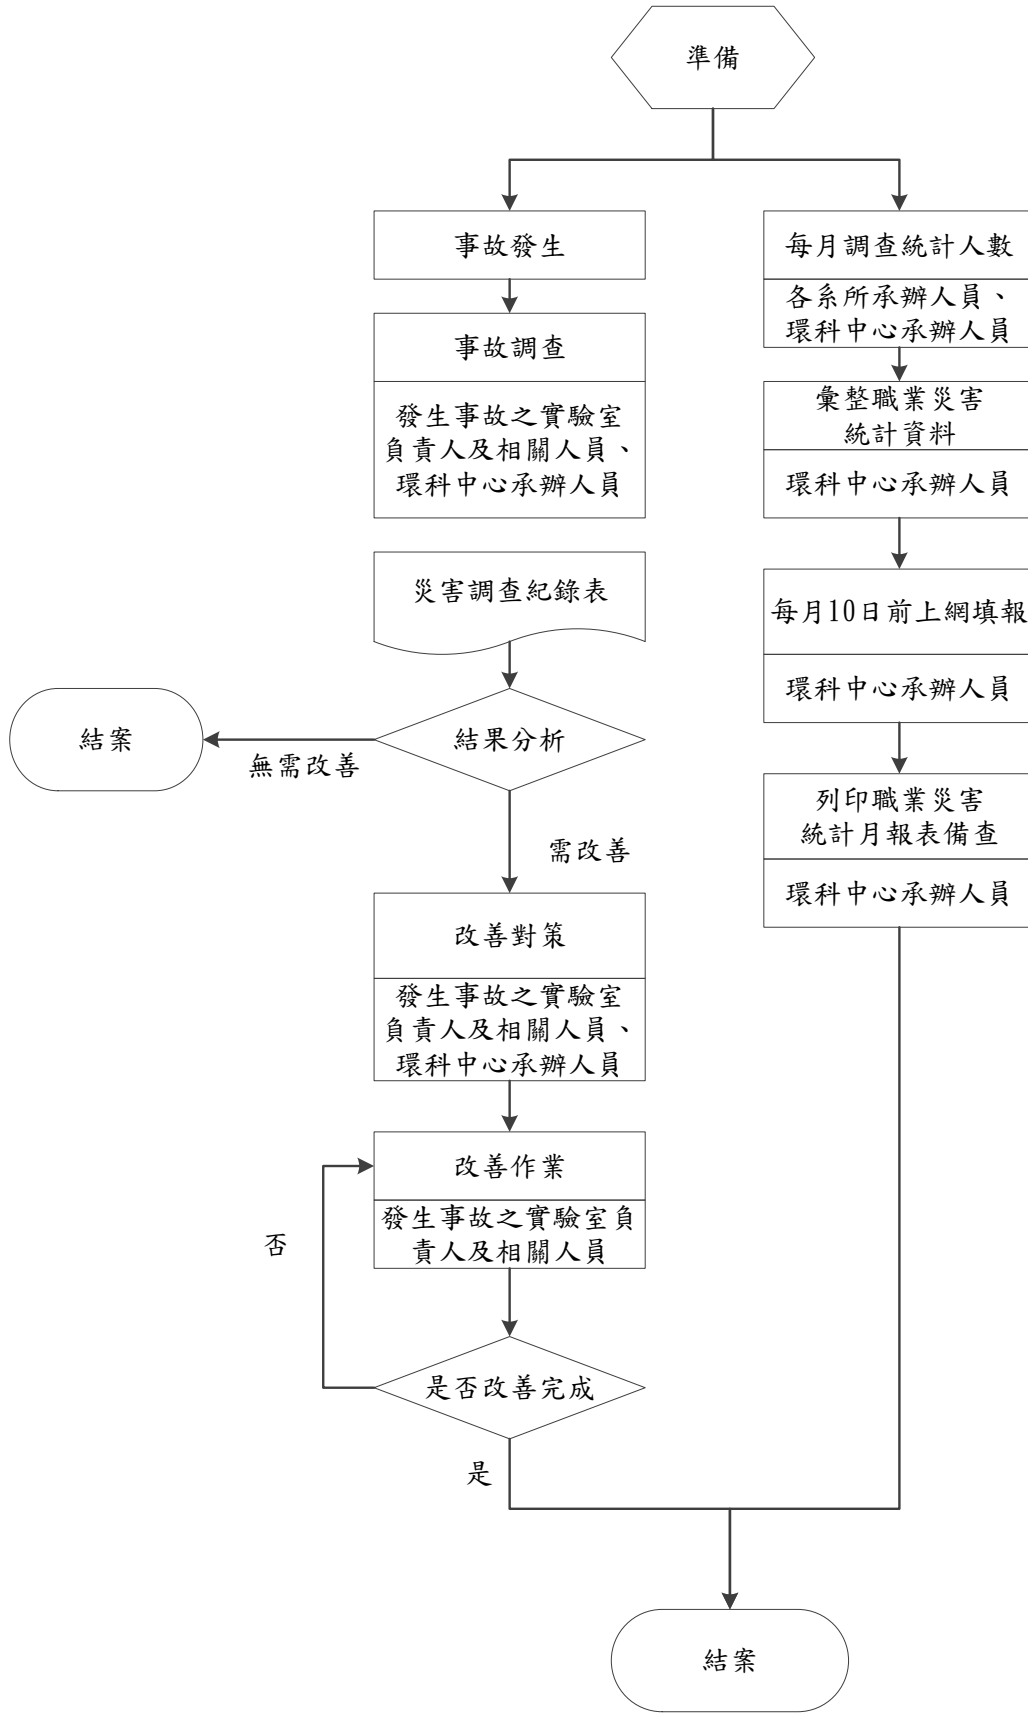 準備
事故發生
事故調查
發生事故之實驗室
負責人及相關人員、
環科中心承辦人員
災害調查紀錄表
結果分析
無需改善
結案
需改善
改善對策
發生事故之實驗室
負責人及相關人員、
環科中心承辦人員
改善作業
發生事故之實驗室負
責人及相關人員
否
是否改善完成
是
每月調查統計人數
各系所承辦人員、
環科中心承辦人員
彙整職業災害
統計資料
環科中心承辦人員
每月10日前上網填報
環科中心承辦人員
列印職業災害
統計月報表備查
環科中心承辦人員
結案